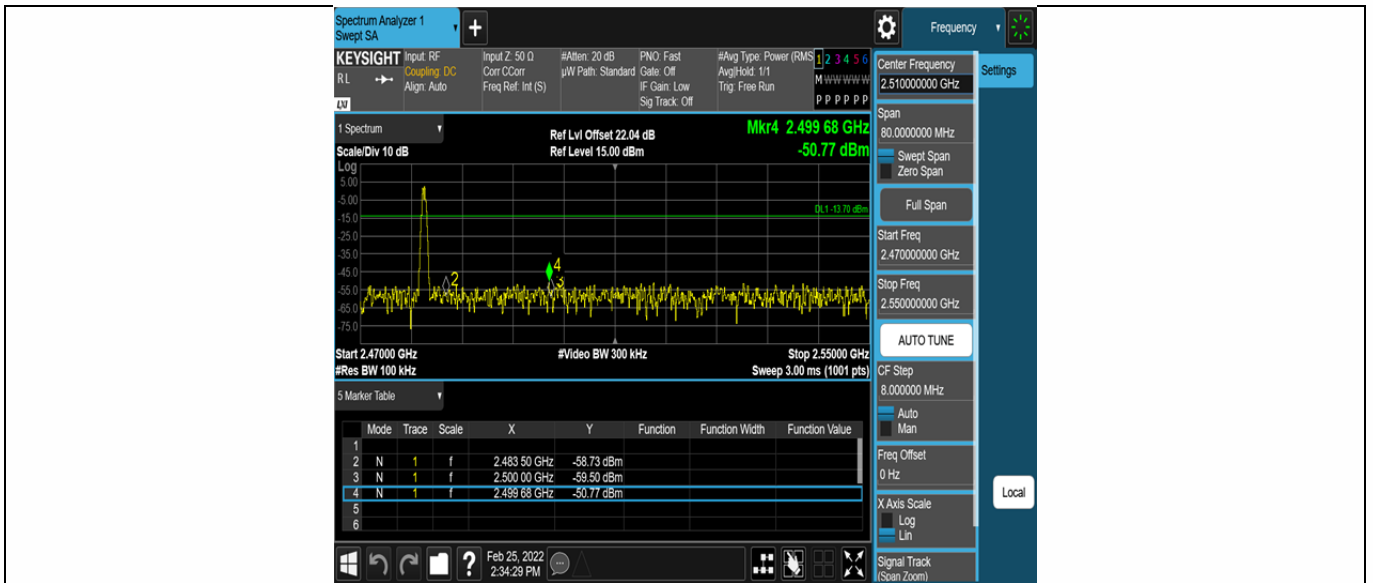 Spectrum Analyzer 1
Swept SA
+
Frequency
KEYSIGHT
RL
LXI
Input: RF
Coupling: DC
Align: Auto
Input Z: 50 Ω
Corr CCorr
Freq Ref: Int (S)
#Atten: 20 dB
µW Path: Standard
PNO: Fast
Gate: Off
IF Gain: Low
Sig Track: Off
#Avg Type: Power (RMS
Avg|Hold: 1/1
Trig: Free Run
1 2 3 4 5 6
M W W W W W
P P P P P P
1 Spectrum
Scale/Div 10 dB
Ref Lvl Offset 22.04 dB
Ref Level 15.00 dBm
Mkr4 2.499 68 GHz
-50.77 dBm
Log
5.00
-5.00
-15.0
-25.0
-35.0
-45.0
-55.0
-65.0
-75.0
DL1 -13.70 dBm
2
4
3
Start 2.47000 GHz
#Video BW 300 kHz
Stop 2.55000 GHz
#Res BW 100 kHz
Sweep 3.00 ms (1001 pts)
5 Marker Table
Mode Trace Scale X Y Function Function Width Function Value
1
2 N 1 f 2.483 50 GHz -58.73 dBm
3 N 1 f 2.500 00 GHz -59.50 dBm
4 N 1 f 2.499 68 GHz -50.77 dBm
5
6
?
Feb 25, 2022
2:34:29 PM
Center Frequency
2.510000000 GHz
Settings
Span
80.0000000 MHz
Swept Span
Zero Span
Full Span
Start Freq
2.470000000 GHz
Stop Freq
2.550000000 GHz
AUTO TUNE
CF Step
8.000000 MHz
Auto
Man
Freq Offset
0 Hz
X Axis Scale
Log
Lin
Local
Signal Track
(Span Zoom)